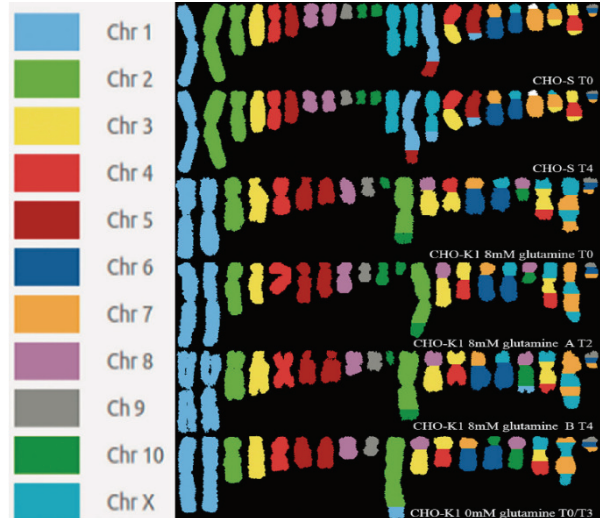 Chr 1
Chr 2
Chr 3
Chr 4
Chr 5
Chr 6
Chr 7
Chr 8
Ch 9
Chr 10
Chr X
CHO-S T0
CHO-S T4
CHO-K1 8mM glutamine T0
CHO-K1 8mM glutamine A T2
CHO-K1 8mM glutamine B T4
CHO-K1 0mM glutamine T0/T3